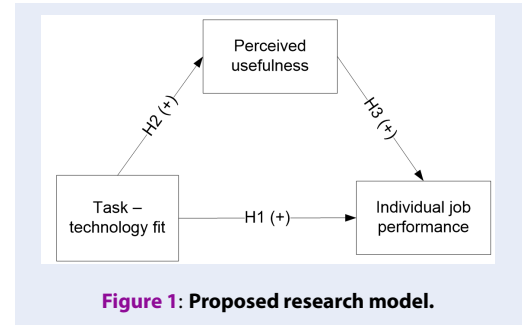 Perceived
usefulness
H2 (+)
H3 (+)
Task –
technology fit
H1 (+)
Individual job
performance
Figure 1: Proposed research model.